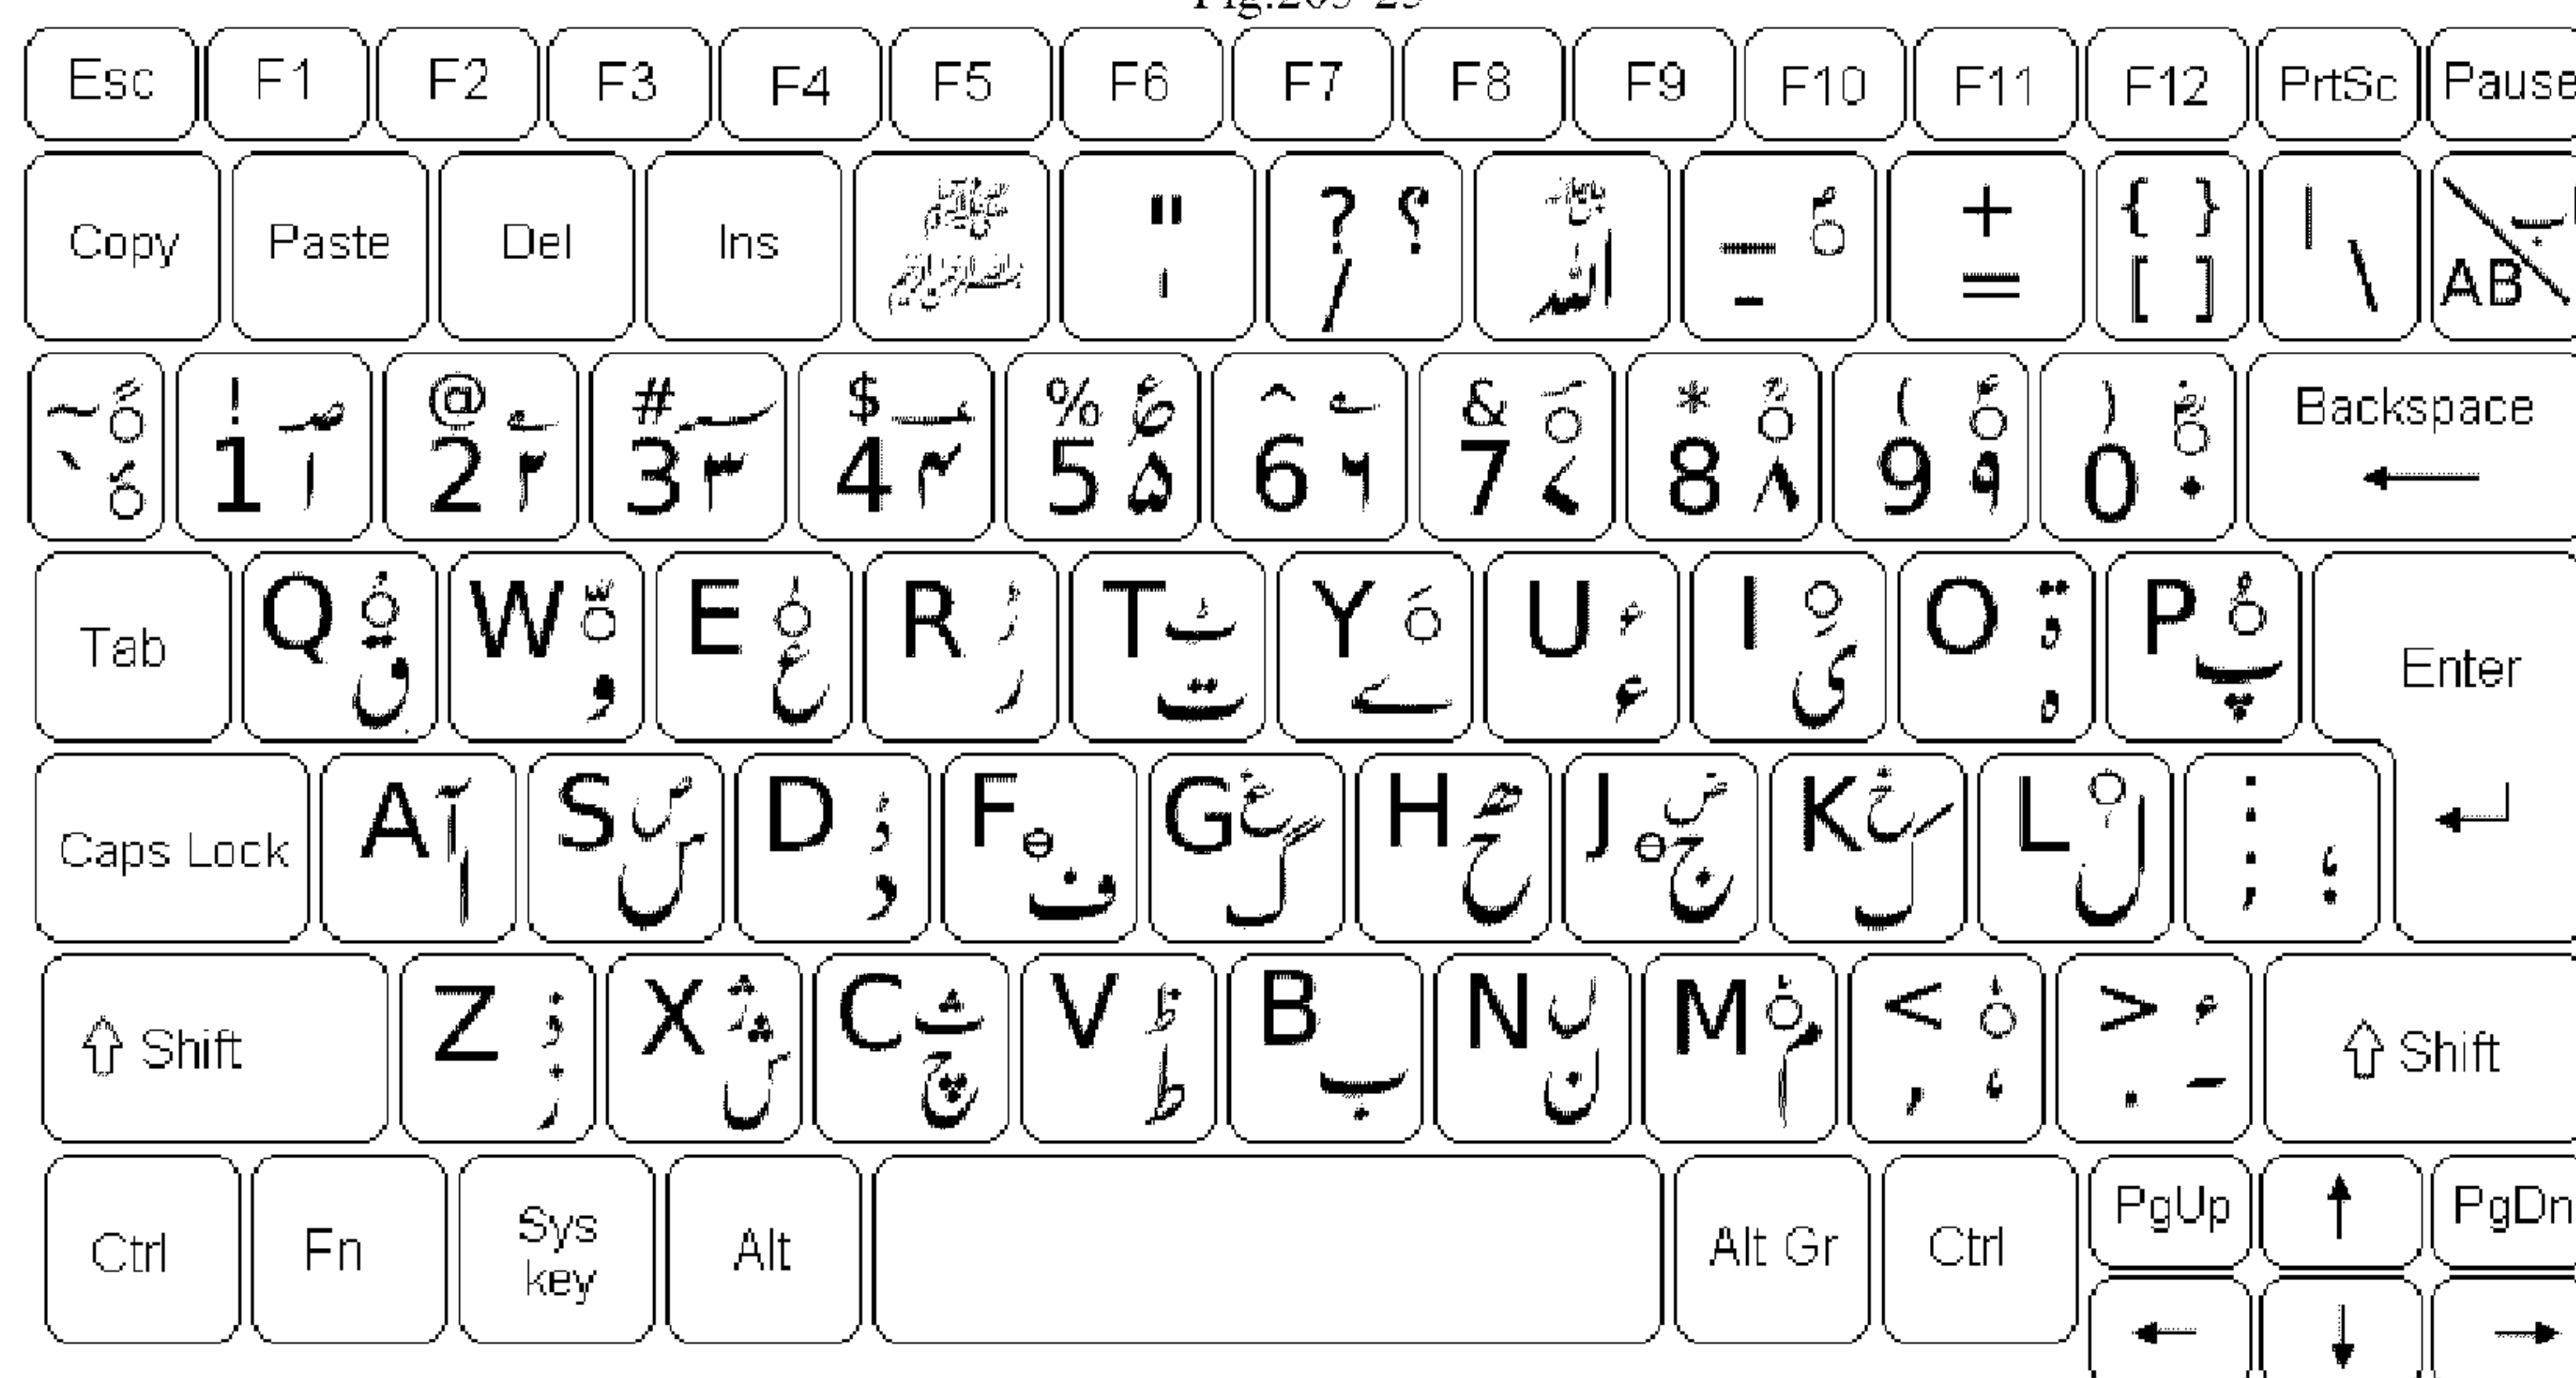 Esc F1 F2 F3 F4 F5 F6 F7 F8 F9 F10 F11 F12 PrtSc Pause
Copy Paste Del Ins " ' ? ؟ / الله _ - + = { } [ ] | \ AB
~ ` ! 1 ۱ @ 2 ۲ # 3 ۳ $ 4 ۴ % 5 ۵ ^ 6 ۶ & 7 ۷ * 8 ۸ ( 9 ۹ ) 0 ۰ Backspace
Tab Q ق W و E ع R ڑ ر T ٹ ت Y ے U ء I ی O ۃ ہ P پ Enter
Caps Lock A آ ا S ص س D ڈ د F ف G غ گ H ھ ح J ض ج K خ ک L ل : ; ؛
Shift Z ذ ز X ژ ش C ث چ V ظ ط B ب N ں ن M م < , ، > . ۔ Shift
Ctrl Fn Sys key Alt Alt Gr Ctrl PgUp ↑ PgDn
← ↓ →